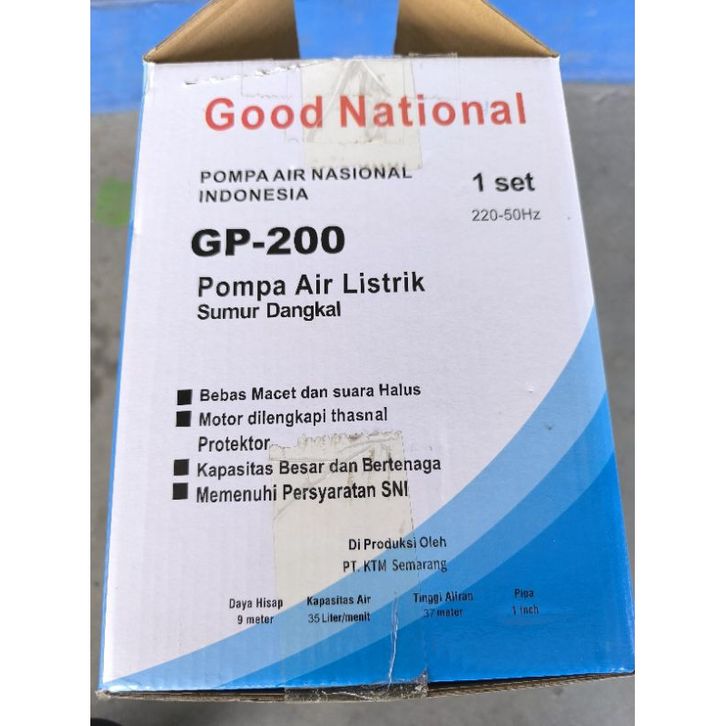 Good National
POMPA AIR NASIONAL
INDONESIA
1 set
220-50Hz
GP-200
Pompa Air Listrik
Sumur Dangkal
Bebas Macet dan suara Halus
Motor dilengkapi thasnal
Protektor
Kapasitas Besar dan Bertenaga
Memenuhi Persyaratan SNI
Di Produksi Oleh
PT. KTM Semarang
Daya Hisap Kapasitas Air Tinggi Aliran Pipa
9 meter 35 Liter/menit 37 meter 1 inch